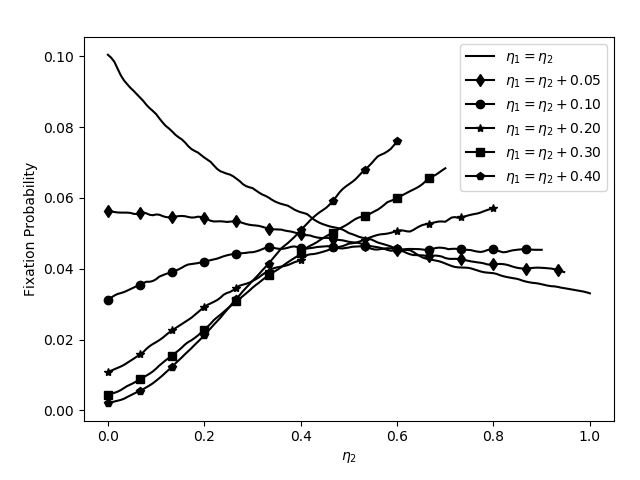 0.10
0.08
0.06
0.04
0.02
0.00
Fixation Probability
0.0 0.2 0.4 0.6 0.8 1.0
η₂
η₁ = η₂
η₁ = η₂ + 0.05
η₁ = η₂ + 0.10
η₁ = η₂ + 0.20
η₁ = η₂ + 0.30
η₁ = η₂ + 0.40